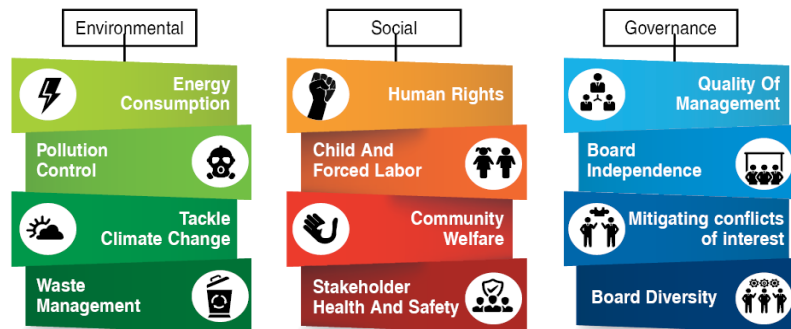 Environmental
Energy
Consumption
Pollution
Control
Tackle
Climate Change
Waste
Management
Social
Human Rights
Child And
Forced Labor
Community
Welfare
Stakeholder
Health And Safety
Governance
Quality Of
Management
Board
Independence
Mitigating conflicts
of interest
Board Diversity